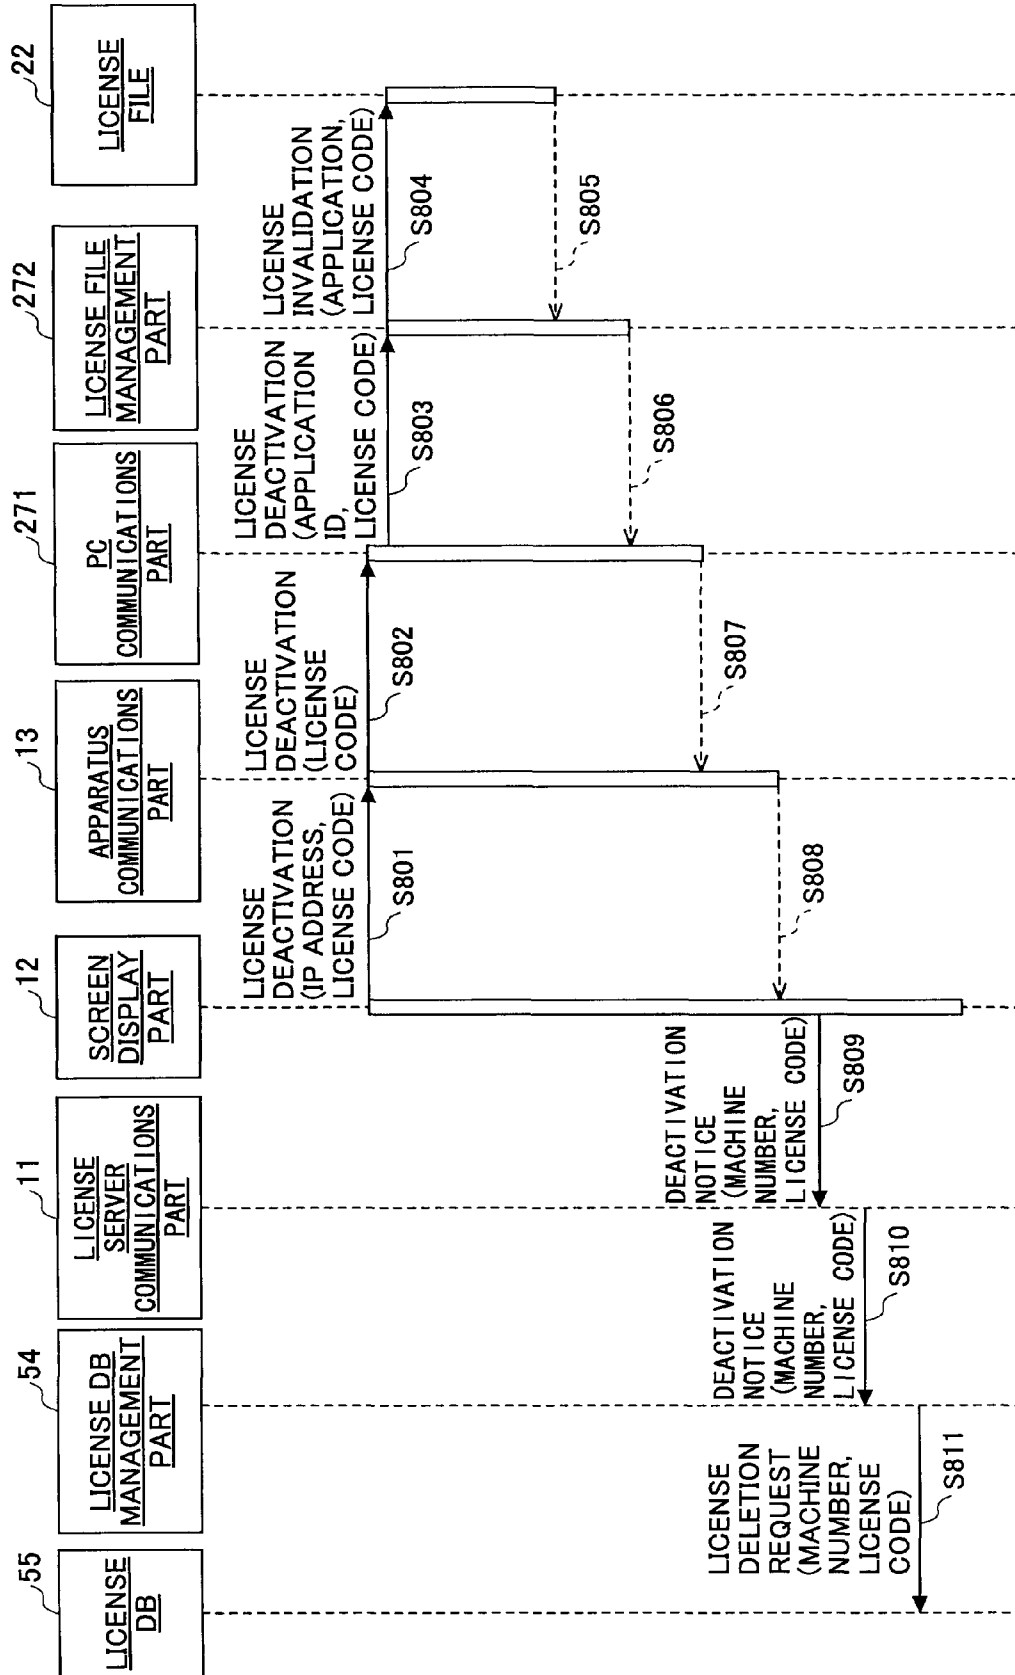 55
LICENSE
DB
54
LICENSE DB
MANAGEMENT
PART
11
LICENSE
SERVER
COMMUNICATIONS
PART
12
SCREEN
DISPLAY
PART
13
APPARATUS
COMMUNICATIONS
PART
271
PC
COMMUNICATIONS
PART
272
LICENSE FILE
MANAGEMENT
PART
22
LICENSE
FILE
LICENSE
DEACTIVATION
(IP ADDRESS,
LICENSE CODE)
S801
LICENSE
DEACTIVATION
(LICENSE
CODE)
S802
LICENSE
DEACTIVATION
(APPLICATION
ID,
LICENSE CODE)
S803
LICENSE
INVALIDATION
(APPLICATION,
LICENSE CODE)
S804
S805
S806
S807
S808
DEACTIVATION
NOTICE
(MACHINE
NUMBER,
LICENSE CODE)
S809
DEACTIVATION
NOTICE
(MACHINE
NUMBER,
LICENSE CODE)
S810
LICENSE
DELETION
REQUEST
(MACHINE
NUMBER,
LICENSE
CODE)
S811